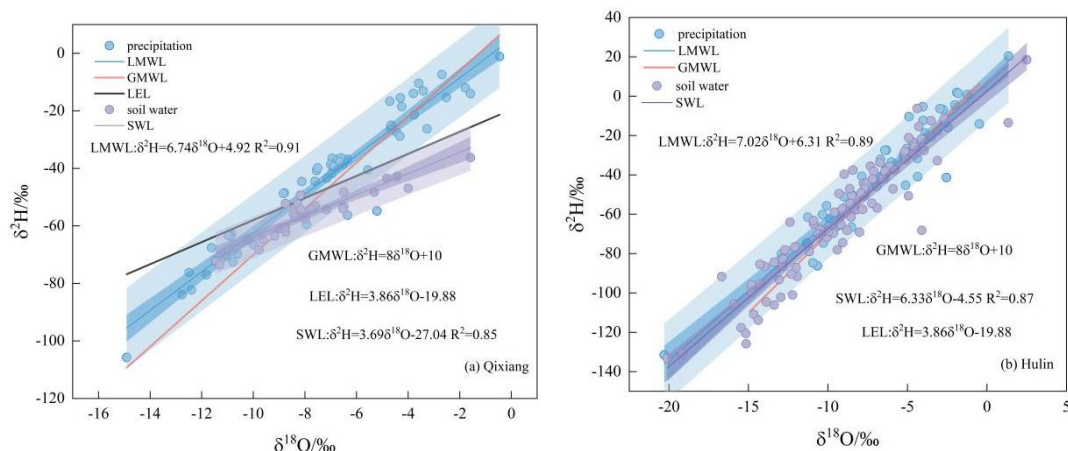 (a)
precipitation
LMWL
GMWL
LEL
soil water
SWL
LMWL:δ²H=6.74δ¹⁸O+4.92 R²=0.91
GMWL:δ²H=8δ¹⁸O+10
LEL:δ²H=3.86δ¹⁸O-19.88
SWL:δ²H=3.69δ¹⁸O-27.04 R²=0.85
(a) Qixiang
δ²H/‰
0
-20
-40
-60
-80
-100
-120
-16 -14 -12 -10 -8 -6 -4 -2 0
δ¹⁸O/‰
(b)
precipitation
LMWL
GMWL
soil water
SWL
LMWL:δ²H=7.02δ¹⁸O+6.31 R²=0.89
GMWL:δ²H=8δ¹⁸O+10
SWL:δ²H=6.33δ¹⁸O-4.55 R²=0.87
LEL:δ²H=3.86δ¹⁸O-19.88
(b) Hulin
δ²H/‰
40
20
0
-20
-40
-60
-80
-100
-120
-140
-20 -15 -10 -5 0 5
δ¹⁸O/‰